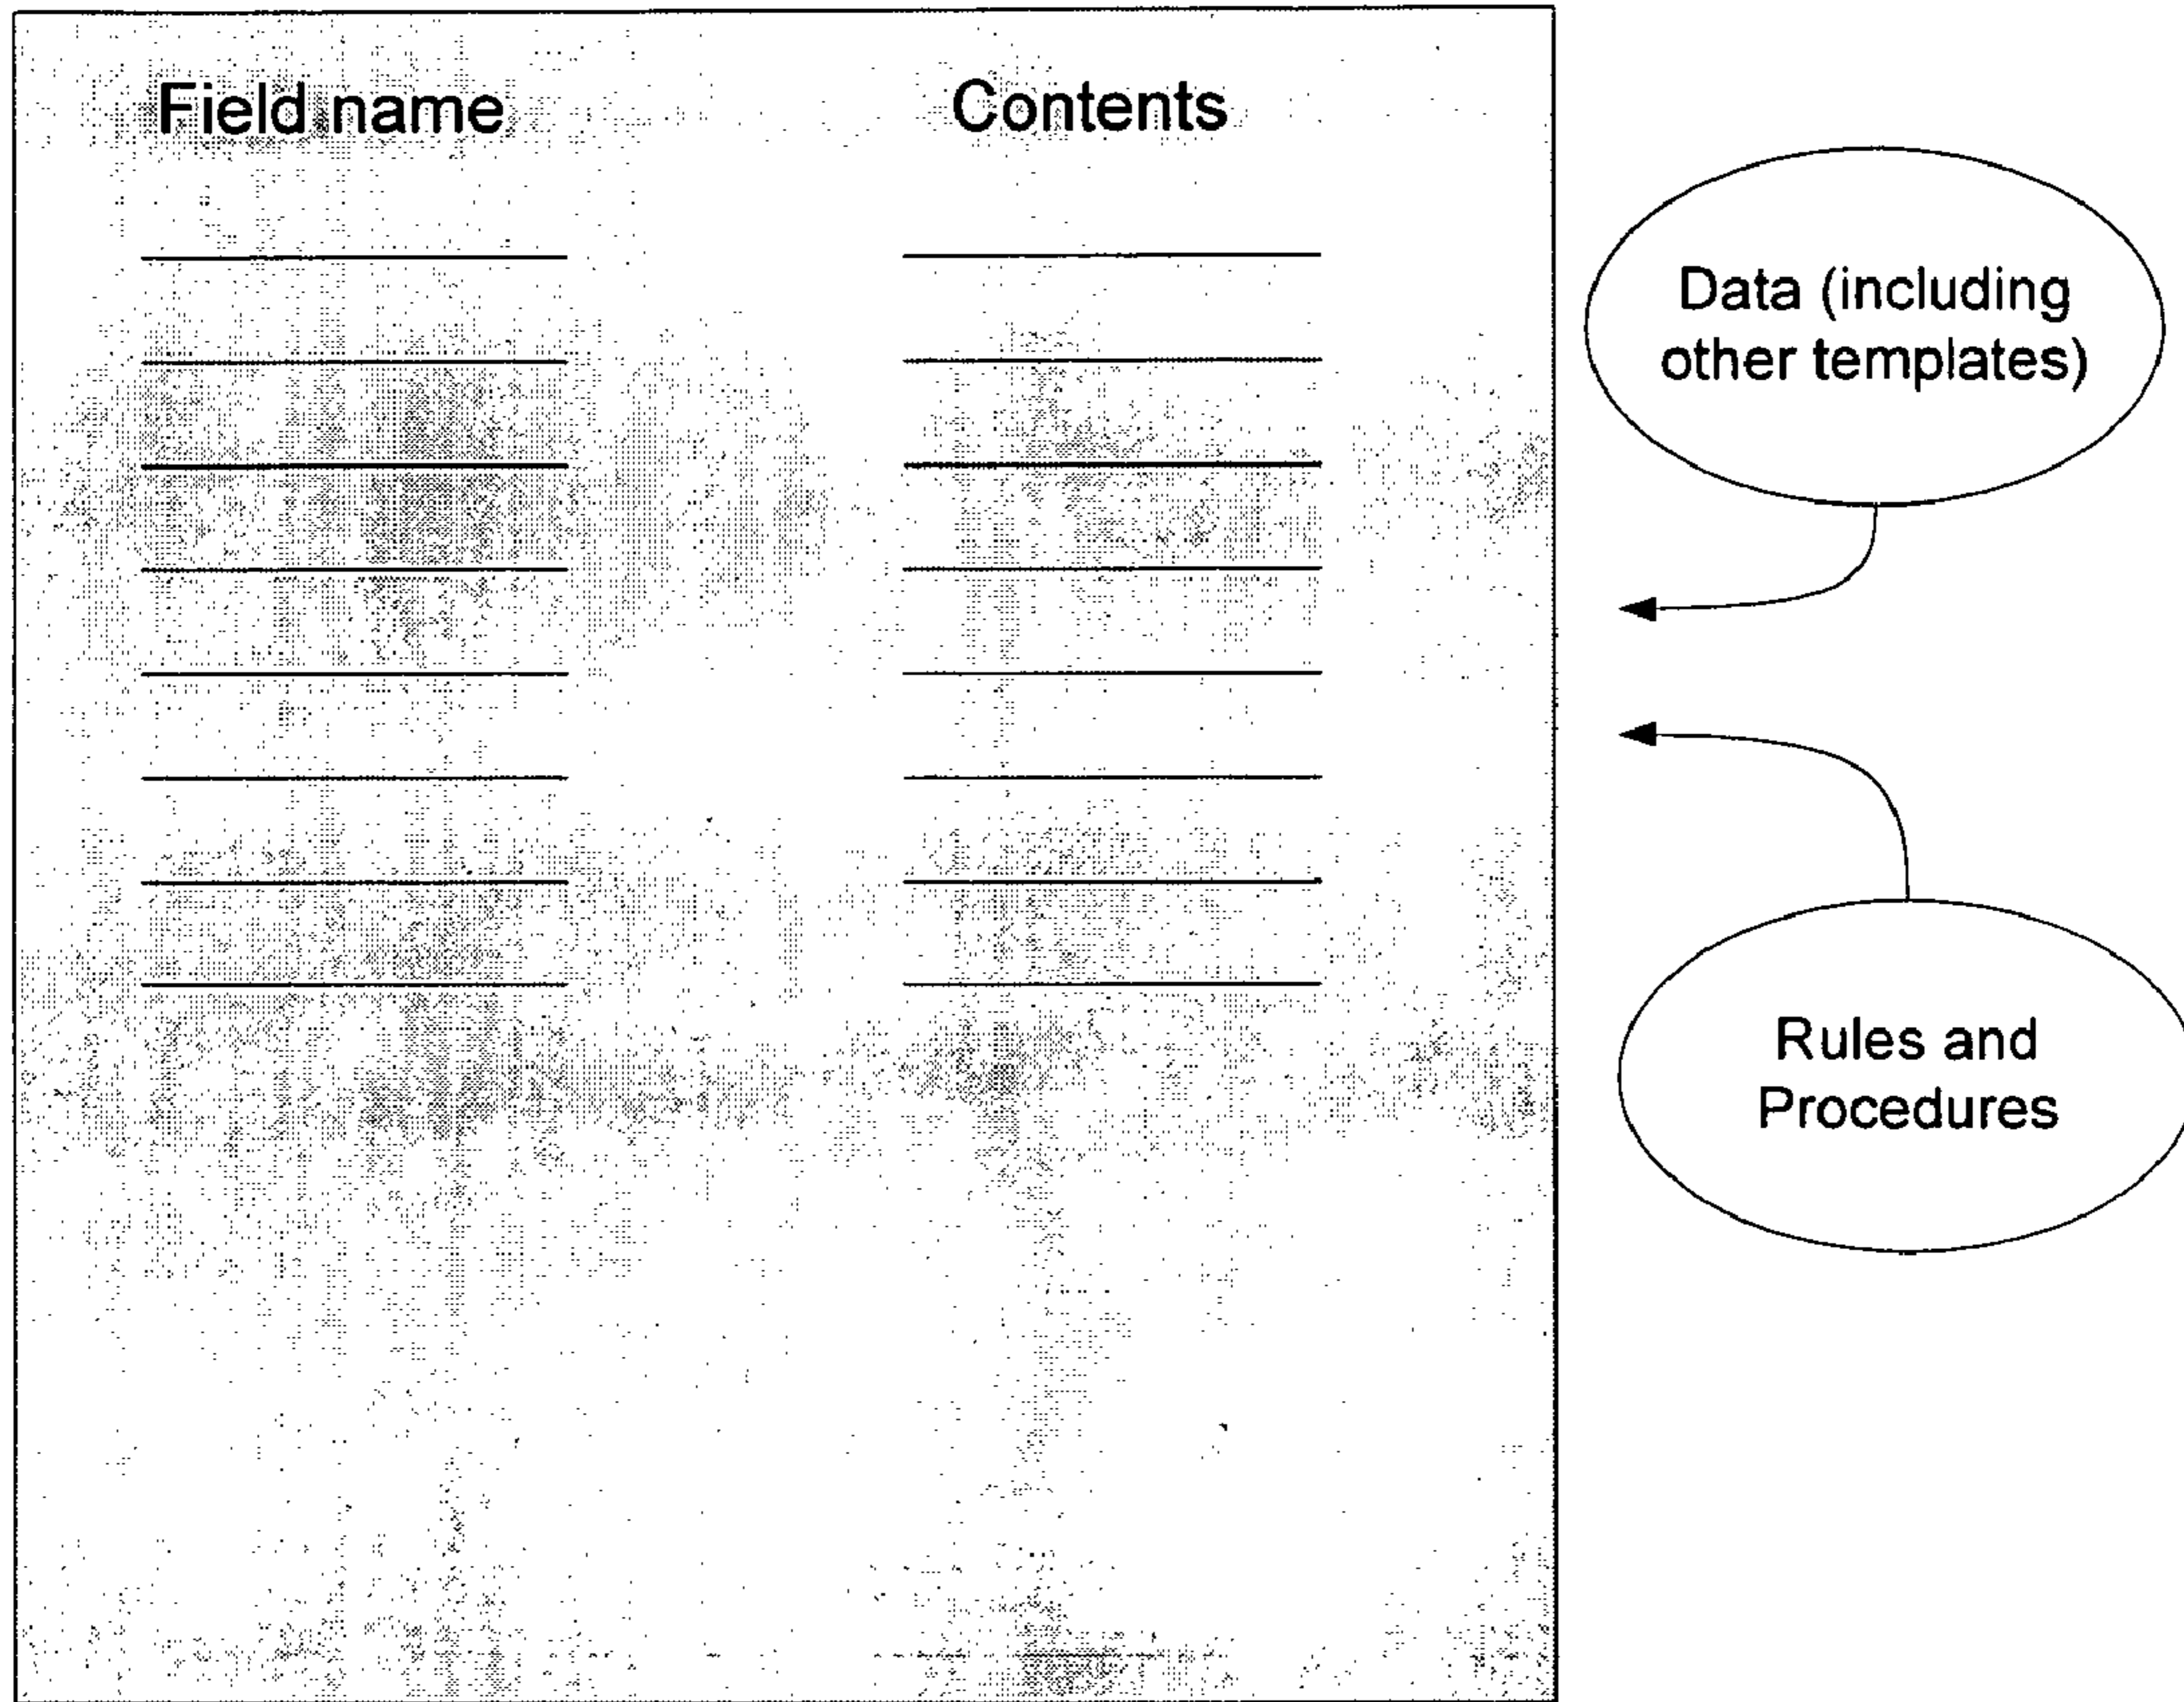 Field name
Contents
Data (including
other templates)
Rules and
Procedures